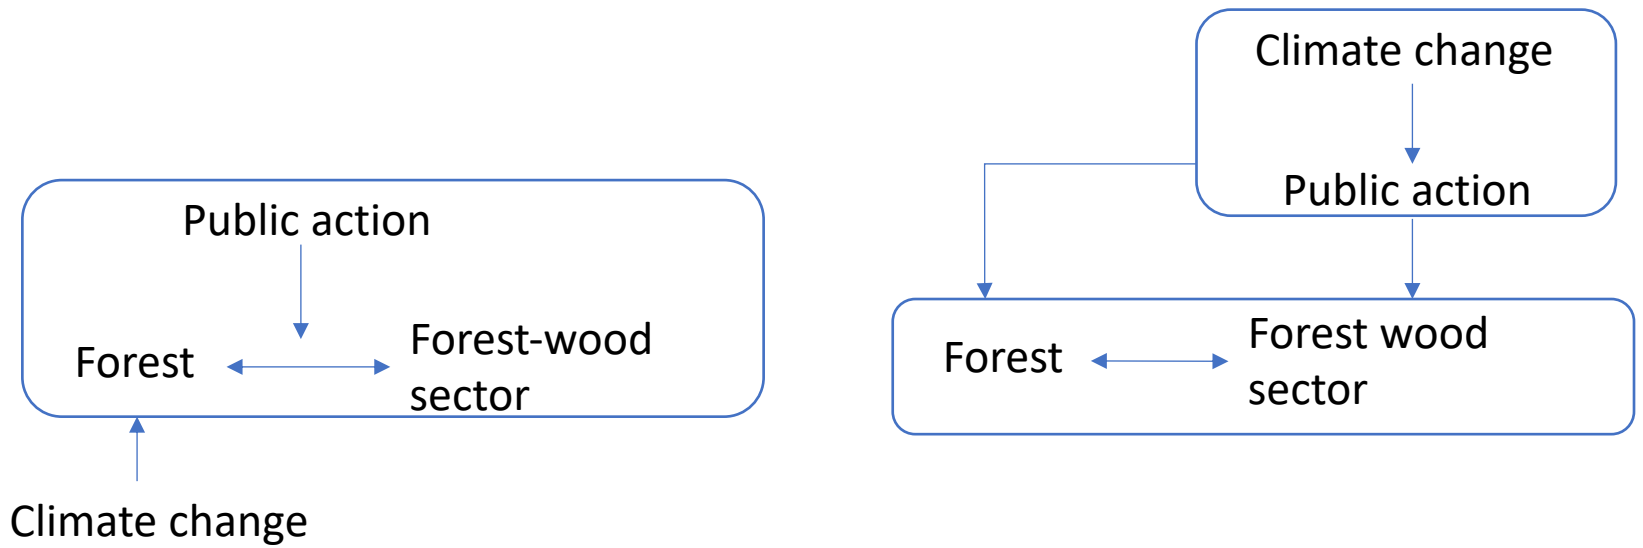 Public action
Forest
Forest-wood
sector
Climate change
Climate change
Public action
Forest
Forest wood
sector